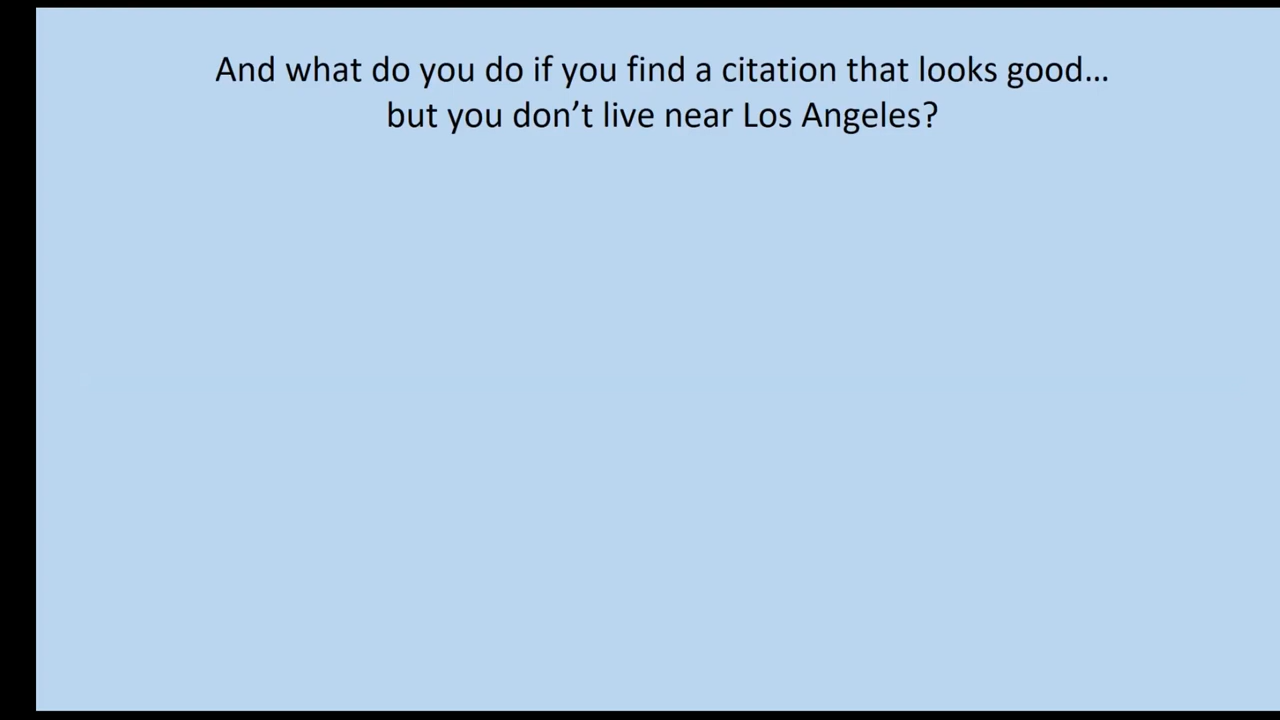 And what do you do if you find a citation that looks good…
but you don’t live near Los Angeles?